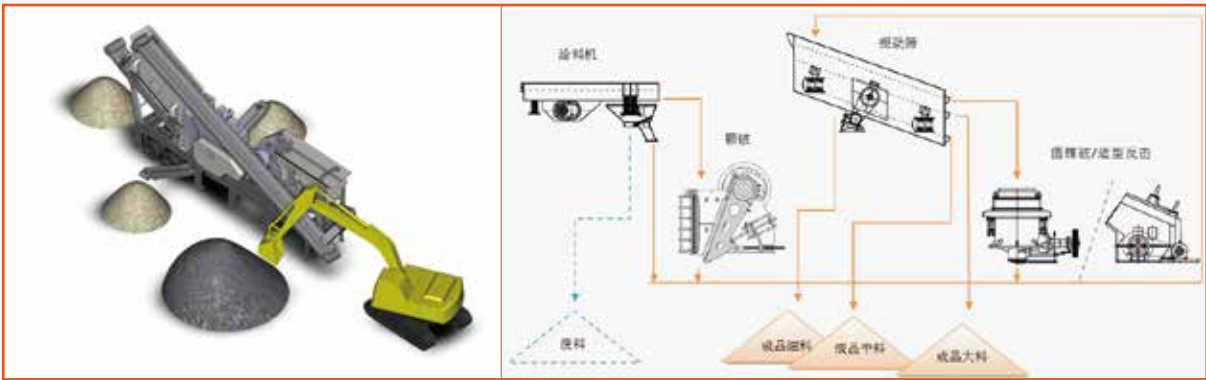 给料机
振动筛
颚破
圆锥破/造型反击
废料
成品细料
成品中料
成品大料